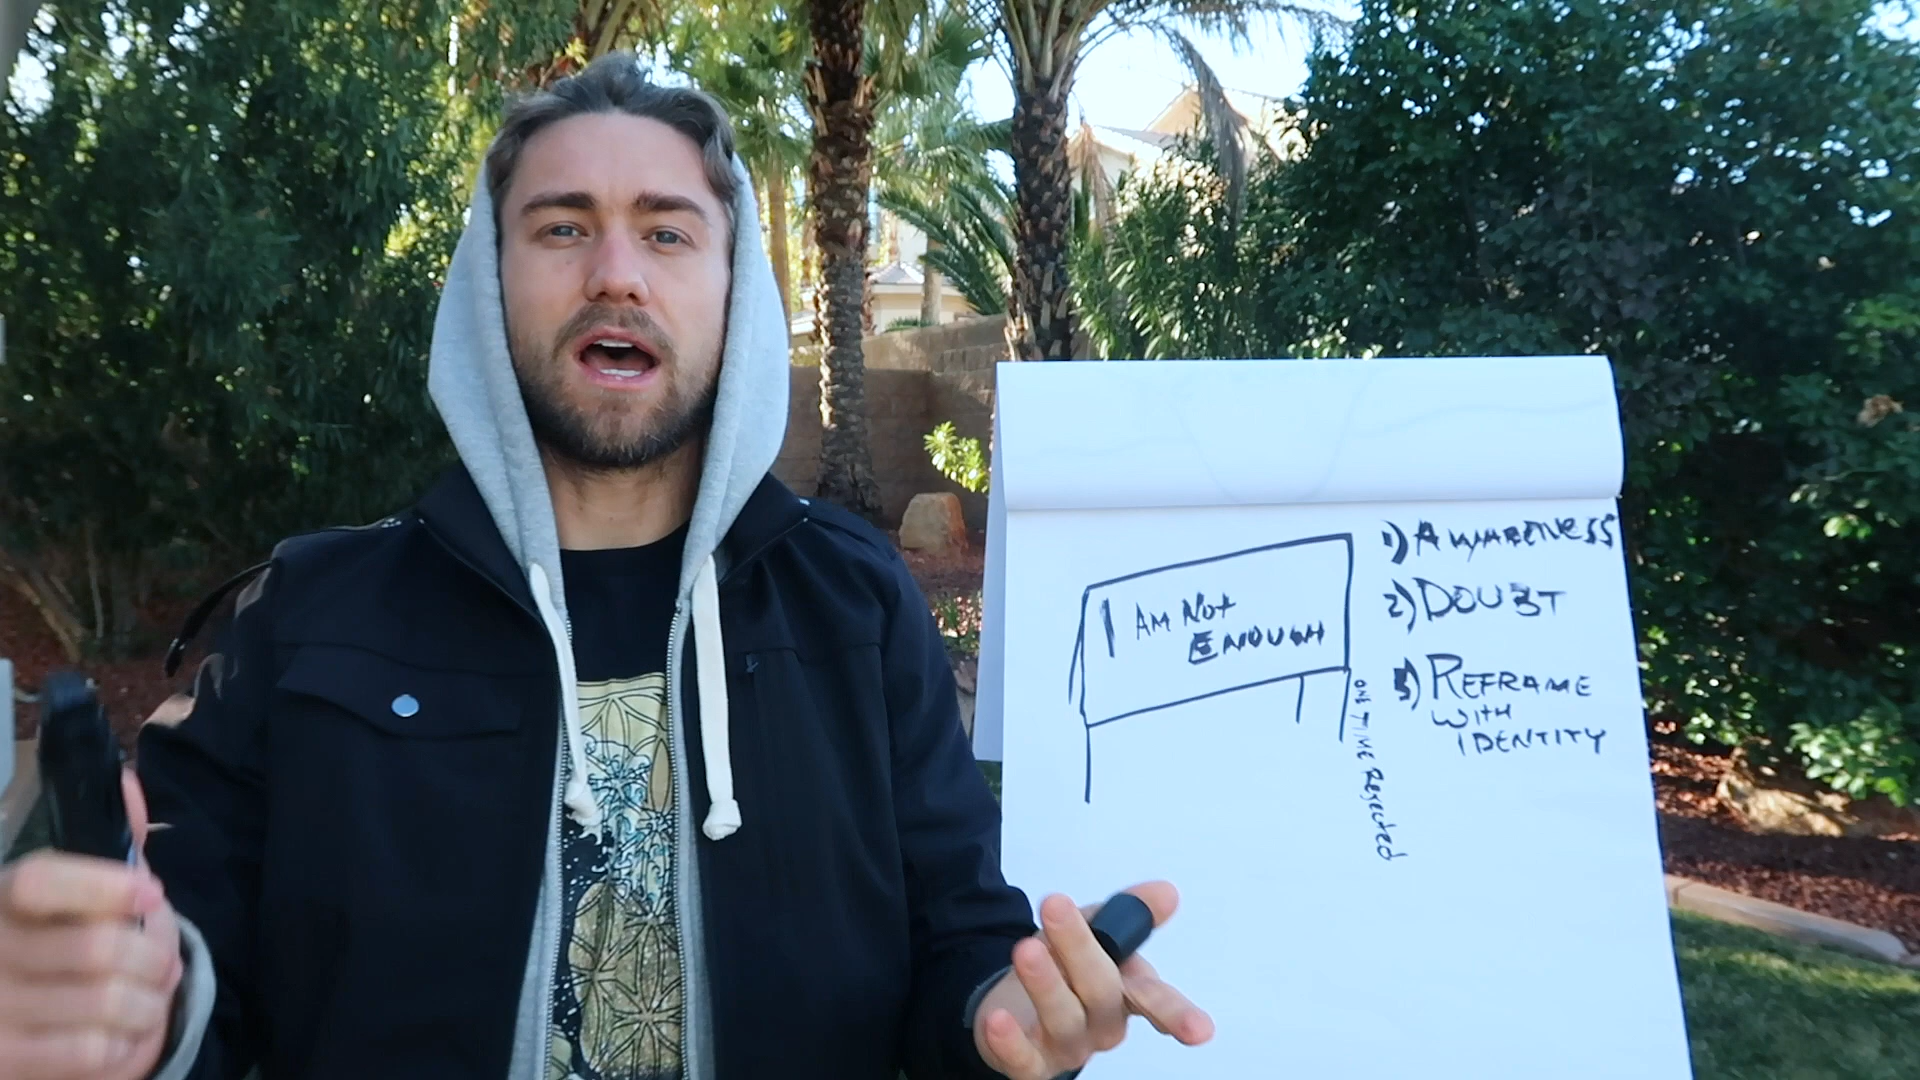 I AM NOT
ENOUGH
ONE TIME REJECTED
1) AWARENESS
2) DOUBT
3) REFRAME
WITH
IDENTITY